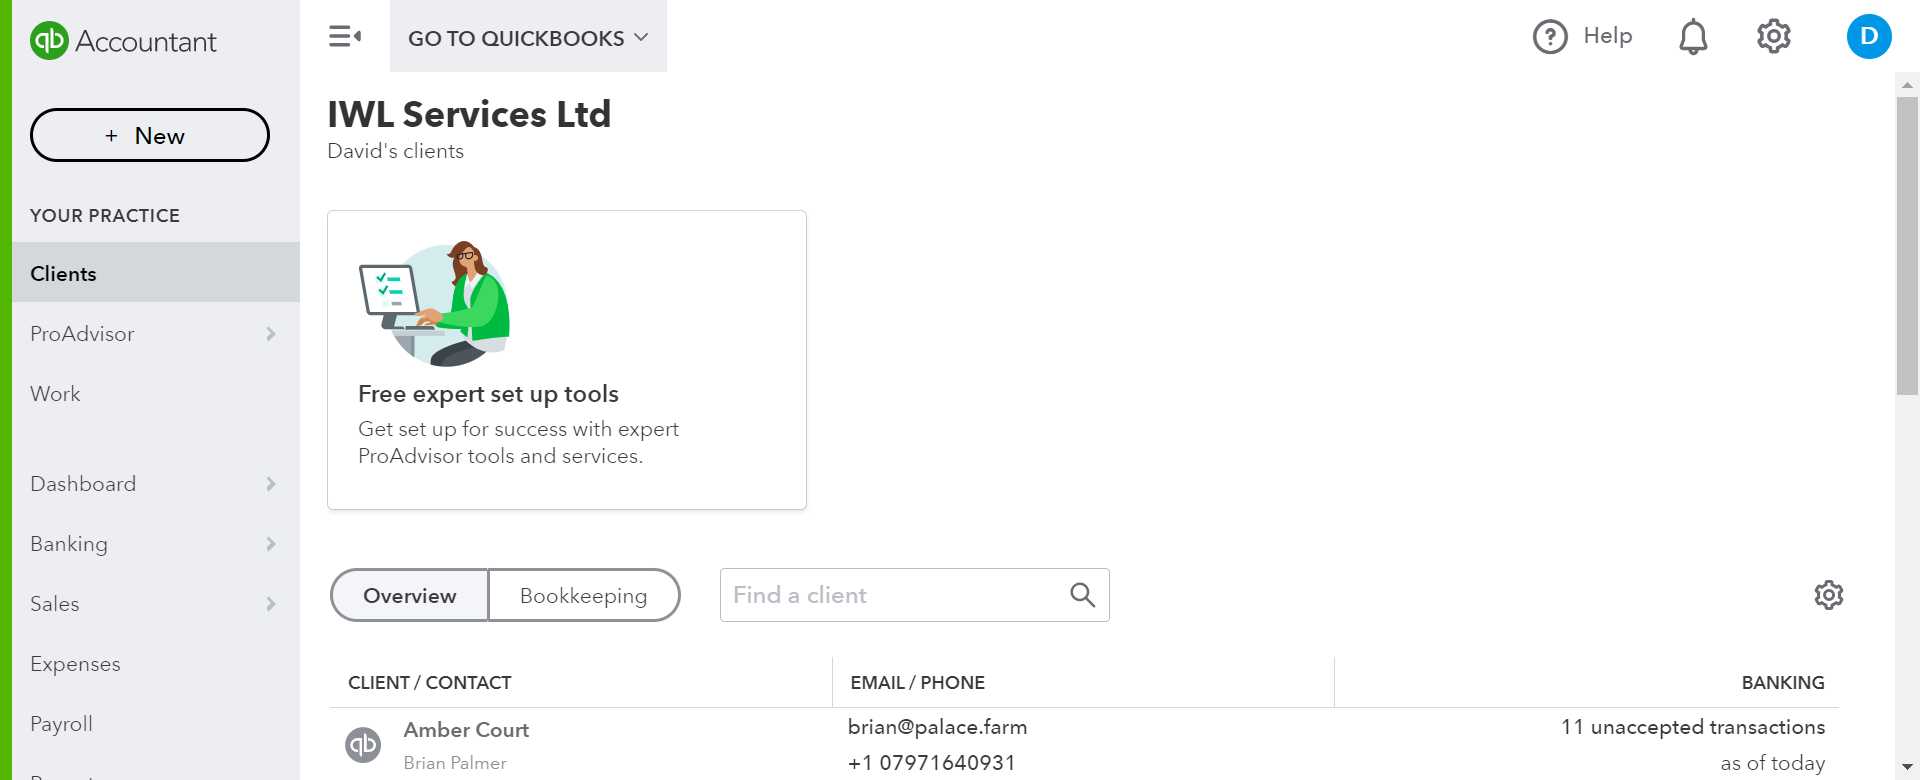 qb Accountant
GO TO QUICKBOOKS
Help
D
+ New
YOUR PRACTICE
Clients
ProAdvisor
Work
Dashboard
Banking
Sales
Expenses
Payroll
IWL Services Ltd
David's clients
Free expert set up tools
Get set up for success with expert
ProAdvisor tools and services.
Overview
Bookkeeping
Find a client
CLIENT / CONTACT
EMAIL / PHONE
BANKING
qb
Amber Court
Brian Palmer
brian@palace.farm
+1 07971640931
11 unaccepted transactions
as of today